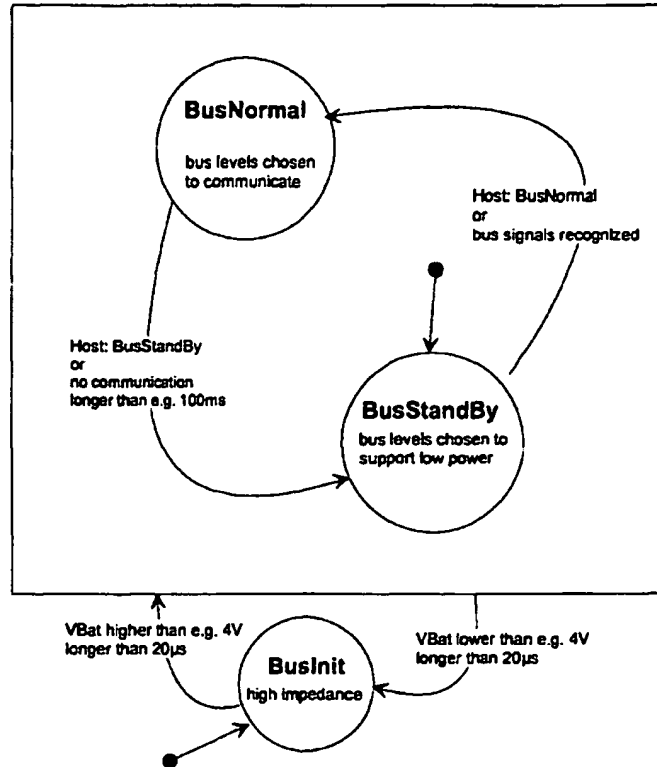 BusNormal
bus levels chosen
to communicate
Host: BusNormal
or
bus signals recognized
Host: BusStandBy
or
no communication
longer than e.g. 100ms
BusStandBy
bus levels chosen to
support low power
VBat higher than e.g. 4V
longer than 20µs
VBat lower than e.g. 4V
longer than 20µs
BusInit
high impedance